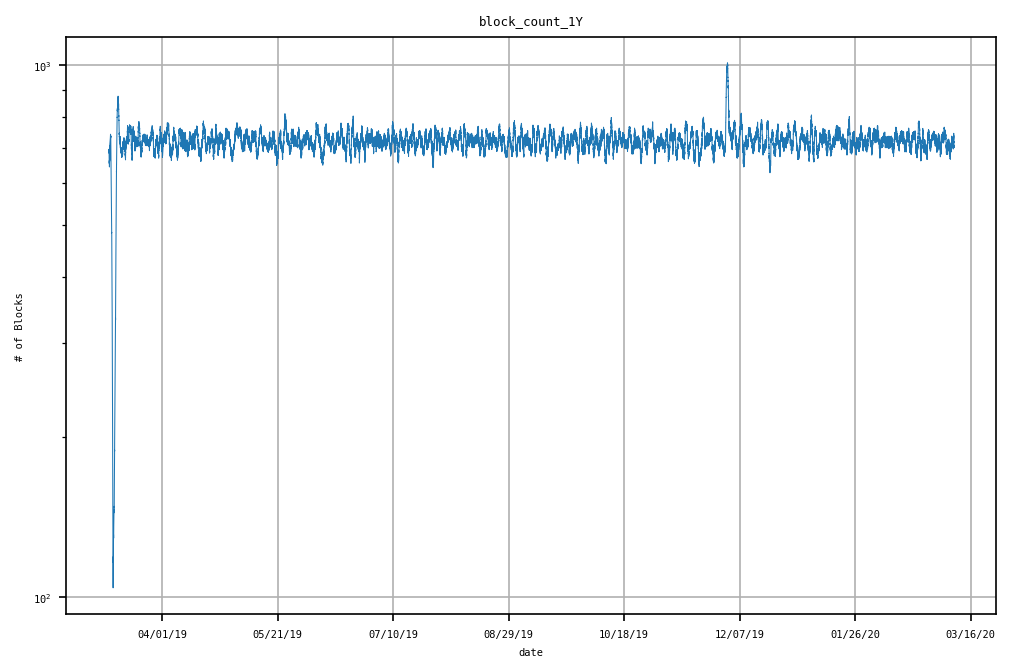 block_count_1Y
10³
# of Blocks
10²
04/01/19 05/21/19 07/10/19 08/29/19 10/18/19 12/07/19 01/26/20 03/16/20
date